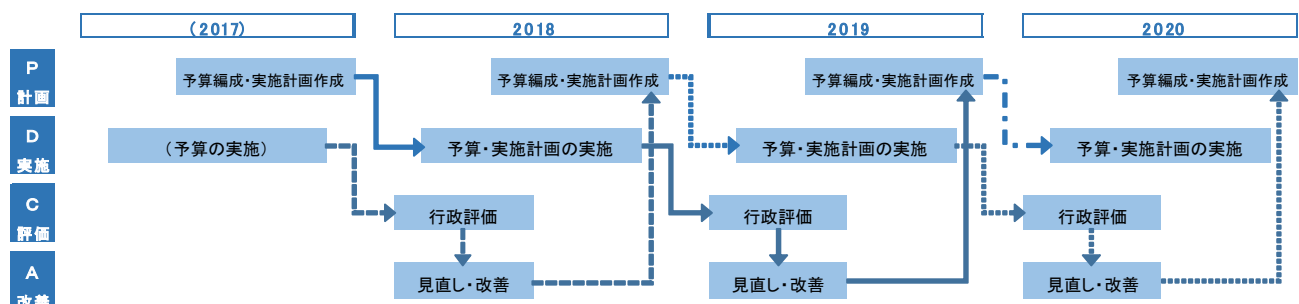 (2017)
2018
2019
2020
P
計画
予算編成・実施計画作成
予算編成・実施計画作成
予算編成・実施計画作成
予算編成・実施計画作成
D
実施
(予算の実施)
予算・実施計画の実施
予算・実施計画の実施
予算・実施計画の実施
C
評価
行政評価
行政評価
行政評価
A
改善
見直し・改善
見直し・改善
見直し・改善